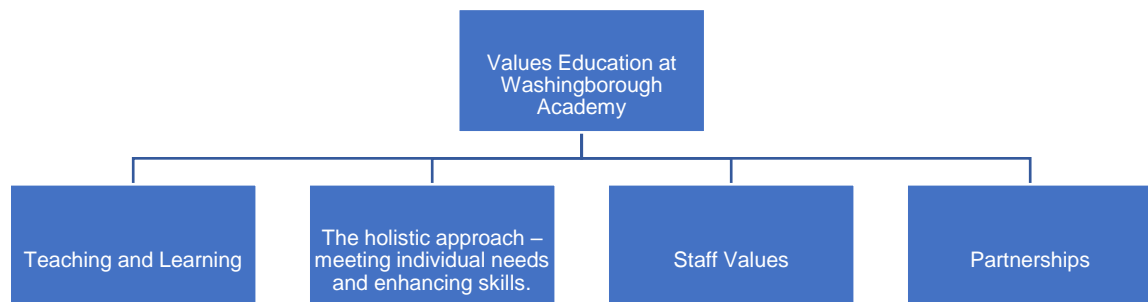 Values Education at
Washingborough
Academy
Teaching and Learning
The holistic approach –
meeting individual needs
and enhancing skills.
Staff Values
Partnerships